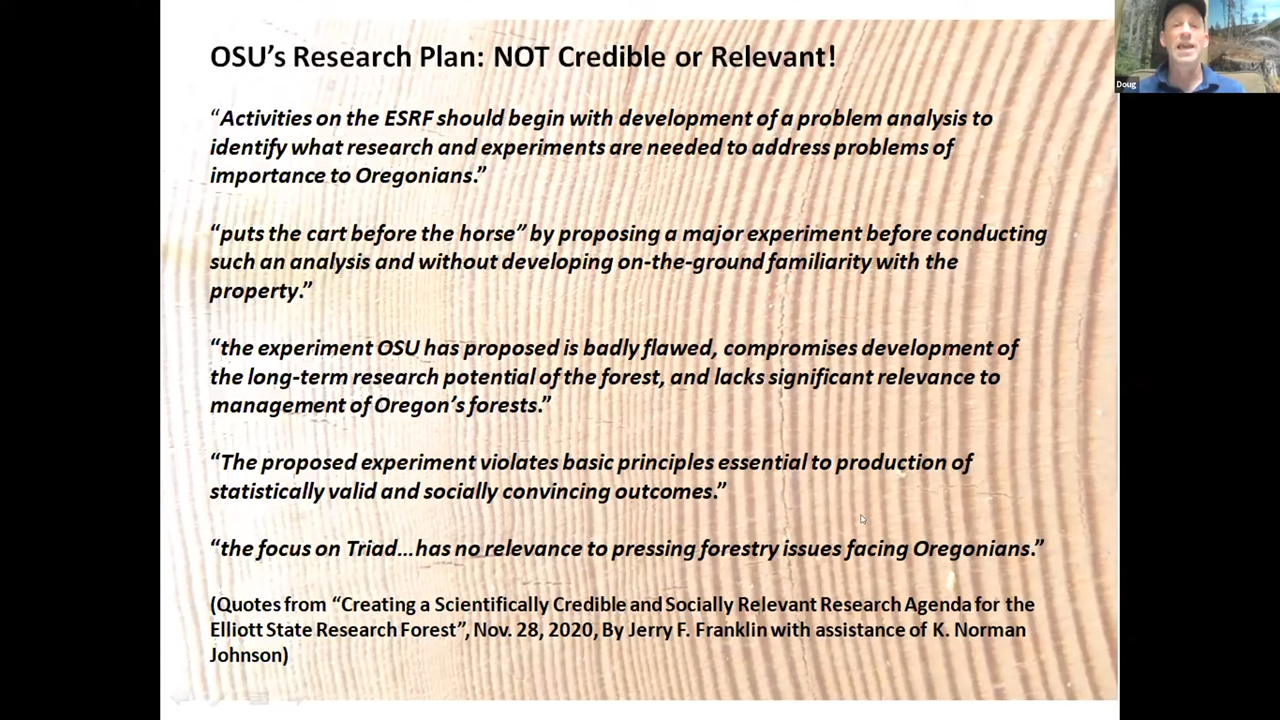 OSU's Research Plan: NOT Credible or Relevant!
Doug
“Activities on the ESRF should begin with development of a problem analysis to
identify what research and experiments are needed to address problems of
importance to Oregonians.”
“puts the cart before the horse” by proposing a major experiment before conducting
such an analysis and without developing on-the-ground familiarity with the
property.”
“the experiment OSU has proposed is badly flawed, compromises development of
the long-term research potential of the forest, and lacks significant relevance to
management of Oregon’s forests.”
“The proposed experiment violates basic principles essential to production of
statistically valid and socially convincing outcomes.”
“the focus on Triad...has no relevance to pressing forestry issues facing Oregonians.”
(Quotes from “Creating a Scientifically Credible and Socially Relevant Research Agenda for the
Elliott State Research Forest”, Nov. 28, 2020, By Jerry F. Franklin with assistance of K. Norman
Johnson)